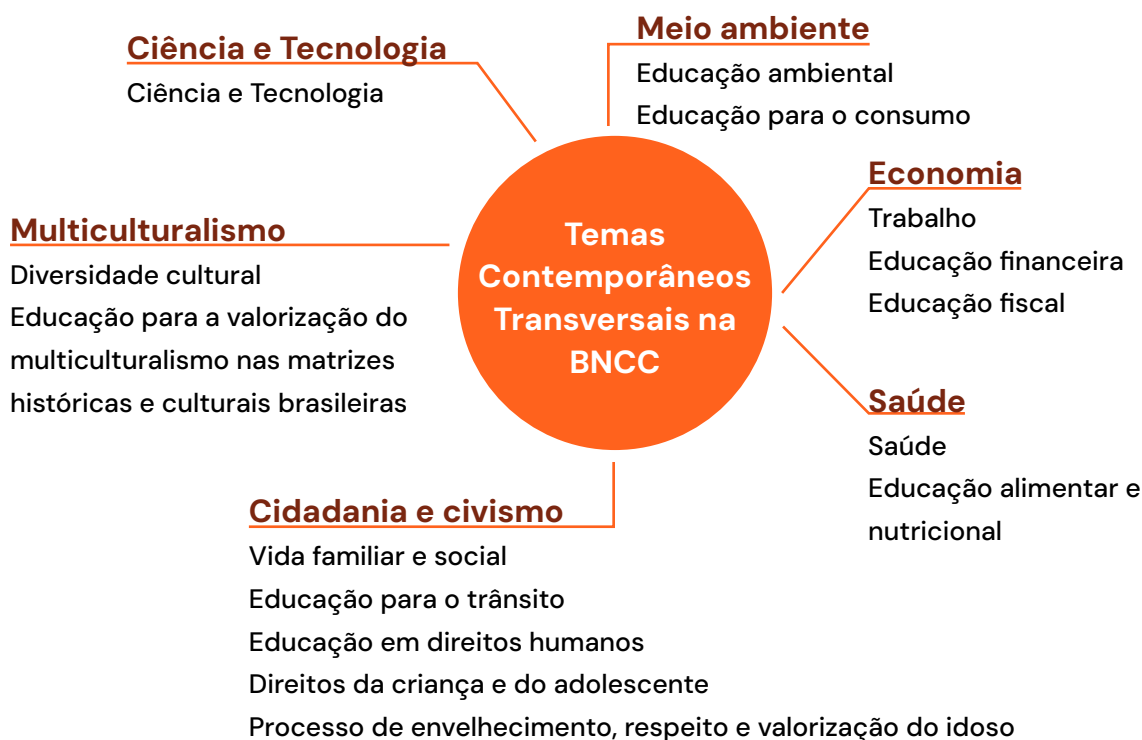 Ciência e Tecnologia
Ciência e Tecnologia
Meio ambiente
Educação ambiental
Educação para o consumo
Economia
Trabalho
Educação financeira
Educação fiscal
Multiculturalismo
Diversidade cultural
Educação para a valorização do
multiculturalismo nas matrizes
históricas e culturais brasileiras
Temas
Contemporâneos
Transversais na
BNCC
Saúde
Saúde
Educação alimentar e
nutricional
Cidadania e civismo
Vida familiar e social
Educação para o trânsito
Educação em direitos humanos
Direitos da criança e do adolescente
Processo de envelhecimento, respeito e valorização do idoso